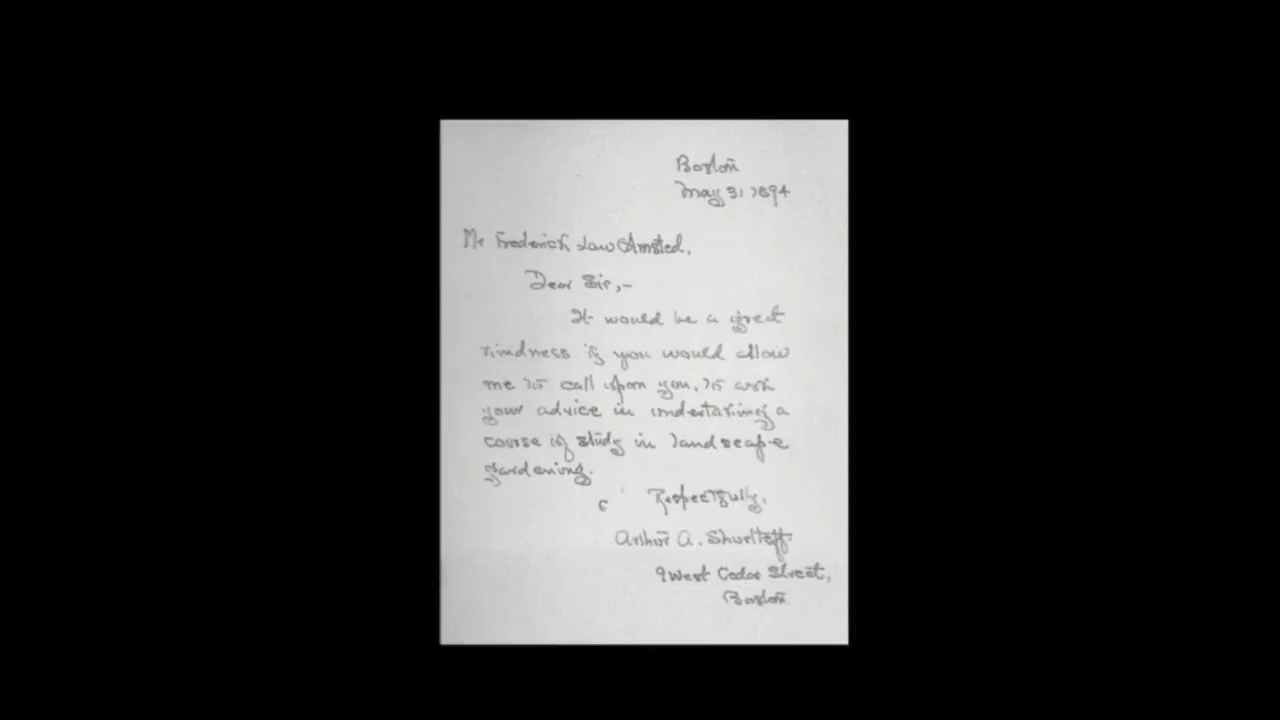 Boston
May 31 1894
Mr Frederick Law Olmsted.
Dear Sir,-
It would be a great
kindness if you would allow
me to call upon you, to ask
your advice in undertaking a
course of study in landscape
gardening.
Respectfully,
Arthur A. Shurtleff.
9 West Cedar Street,
Boston.